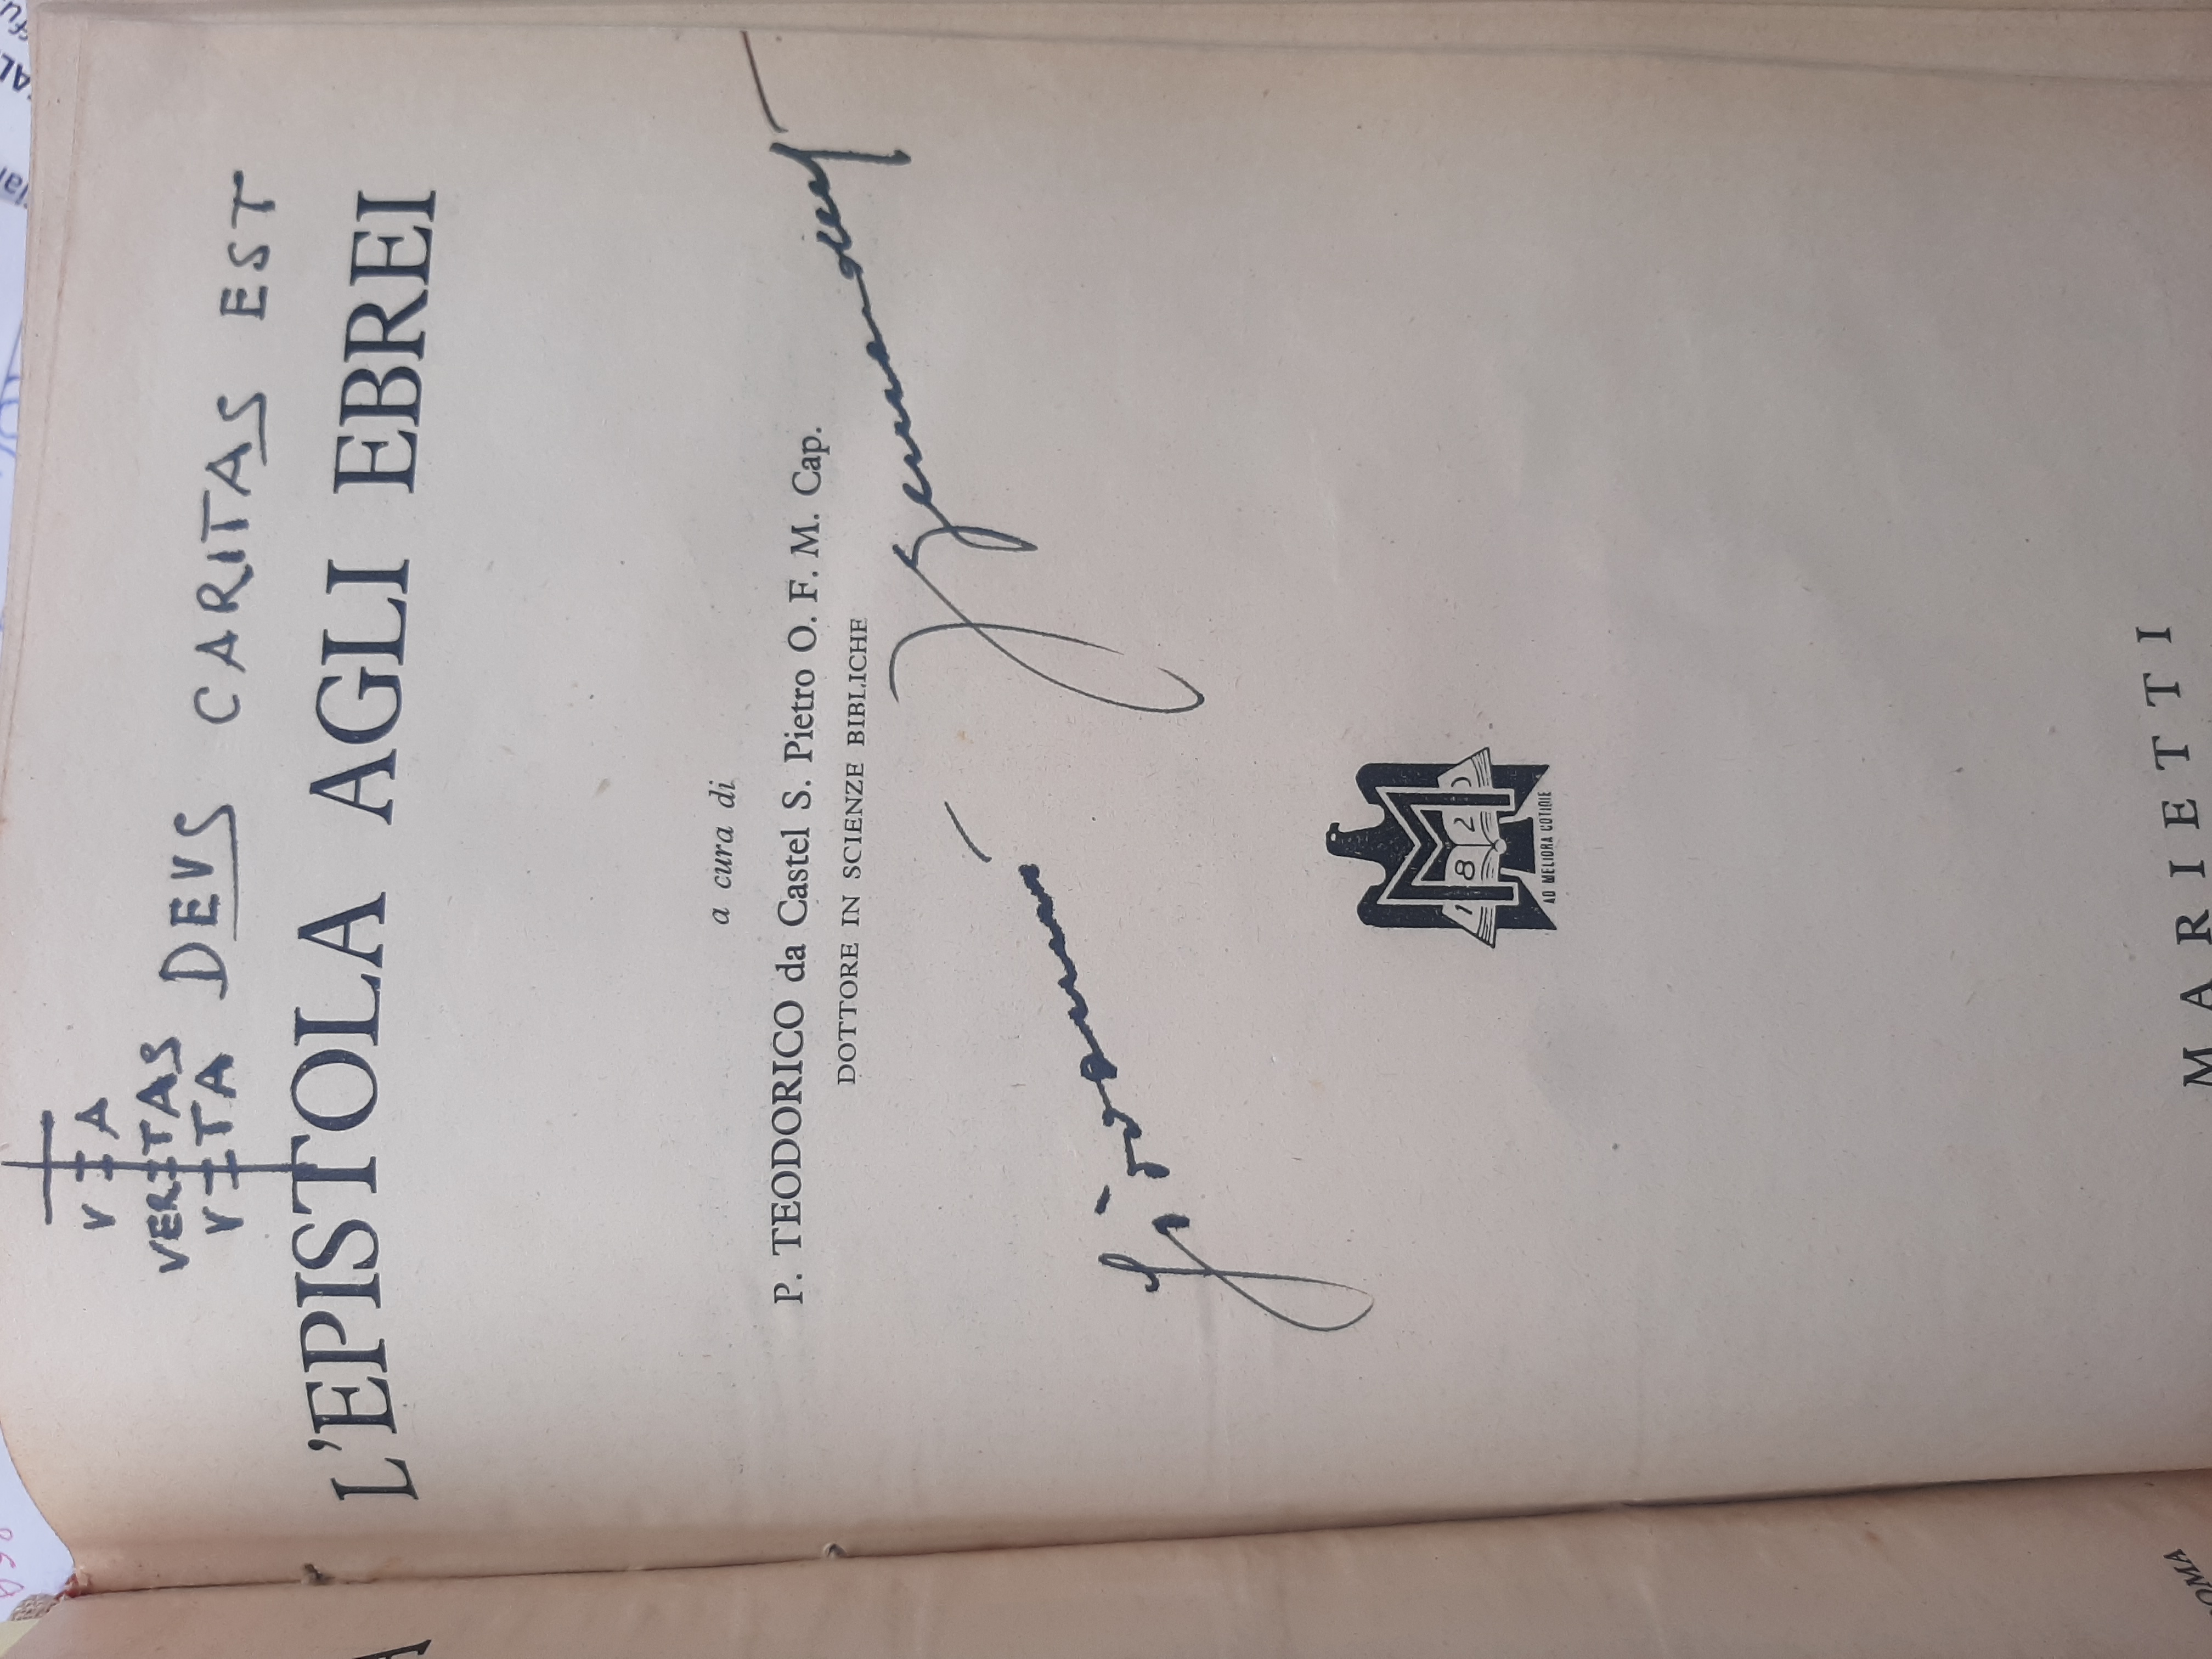 VIA
VERITAS
VITA
DEVS CARITAS EST
L'EPISTOLA AGLI EBREI
a cura di
P. TEODORICO da Castel S. Pietro O. F. M. Cap.
DOTTORE IN SCIENZE BIBLICHE
1 8 2 0
AD MELIORA COTIDIE
MARIETTI